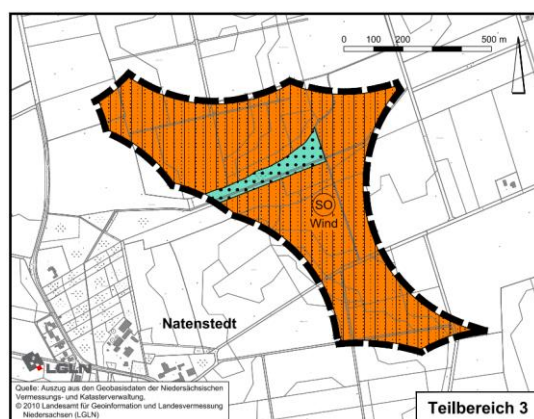 0 100 200 500 m
SO
Wind
Natenstedt
LGLN
Quelle: Auszug aus den Geobasisdaten der Niedersächsischen
Vermessungs- und Katasterverwaltung,
© 2010 Landesamt für Geoinformation und Landesvermessung
Niedersachsen (LGLN)
Teilbereich 3